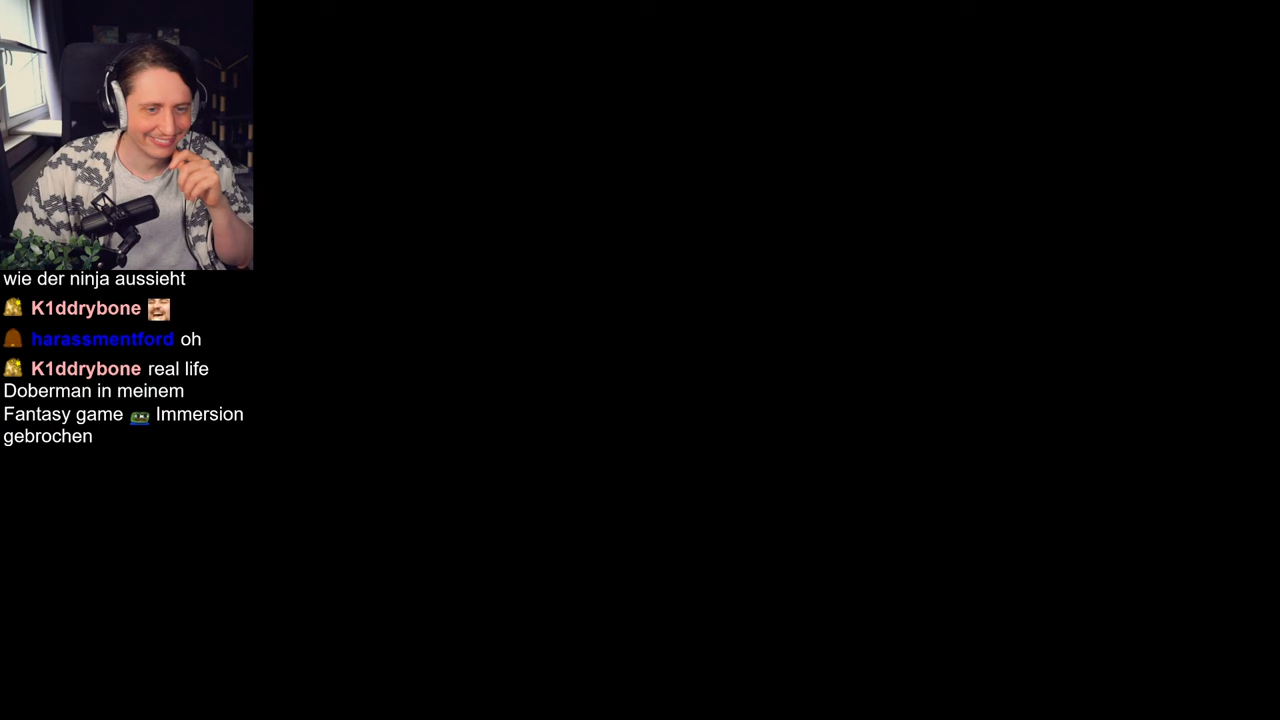 wie der ninja aussieht
K1ddrybone
harassmentford oh
K1ddrybone real life
Doberman in meinem
Fantasy game Immersion
gebrochen